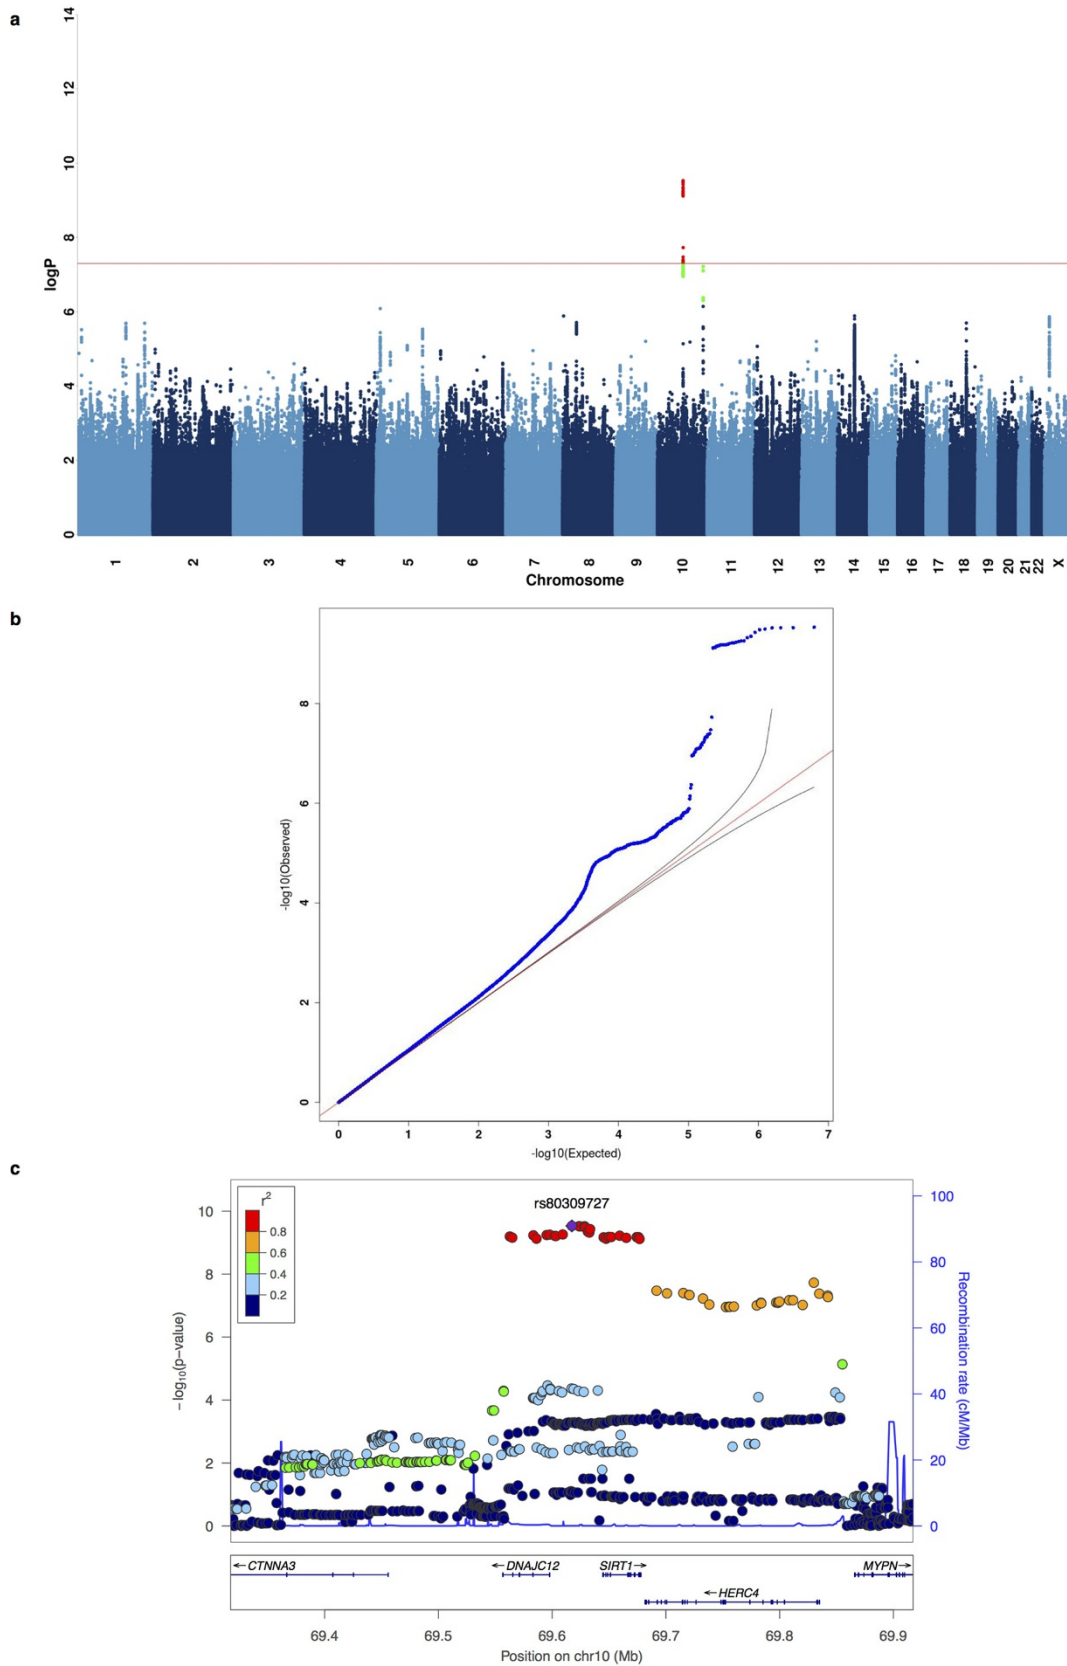 a
14
12
10
8
6
4
2
0
logP
1 2 3 4 5 6 7 8 9 10 11 12 13 14 15 16 17 18 19 20 21 22 X
Chromosome
b
8
6
4
2
0
-log10(Observed)
0 1 2 3 4 5 6 7
-log10(Expected)
c
r2
0.8
0.6
0.4
0.2
rs80309727
10
8
6
4
2
0
−log10(p-value)
100
80
60
40
20
0
Recombination rate (cM/Mb)
←CTNNA3 ←DNAJC12 SIRT1→ MYPN→
←HERC4
69.4 69.5 69.6 69.7 69.8 69.9
Position on chr10 (Mb)